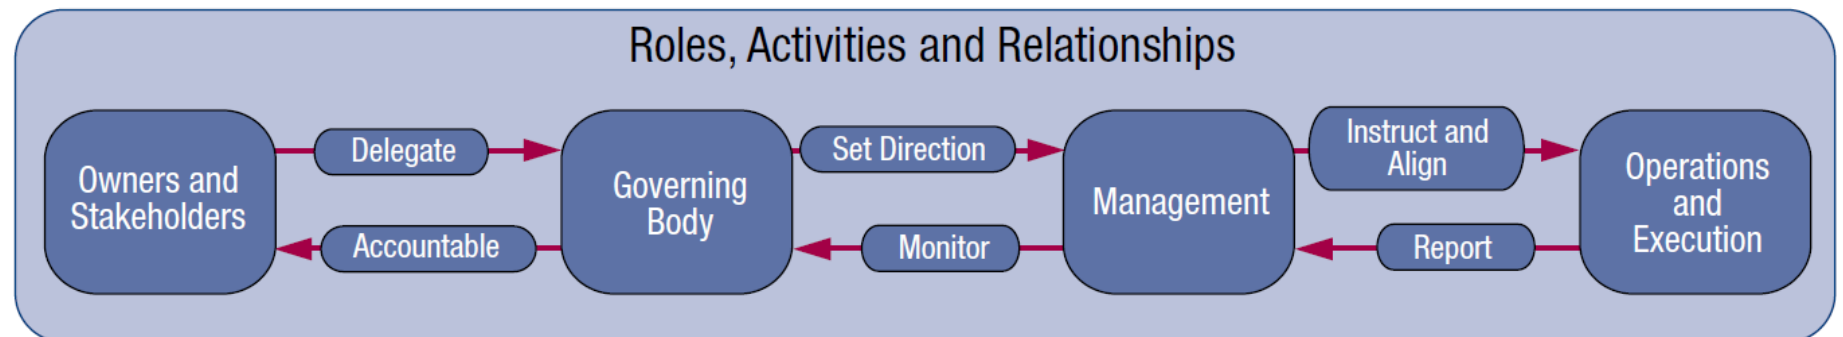 Roles, Activities and Relationships
Owners and
Stakeholders
Delegate
Accountable
Governing
Body
Set Direction
Monitor
Management
Instruct and
Align
Report
Operations
and
Execution